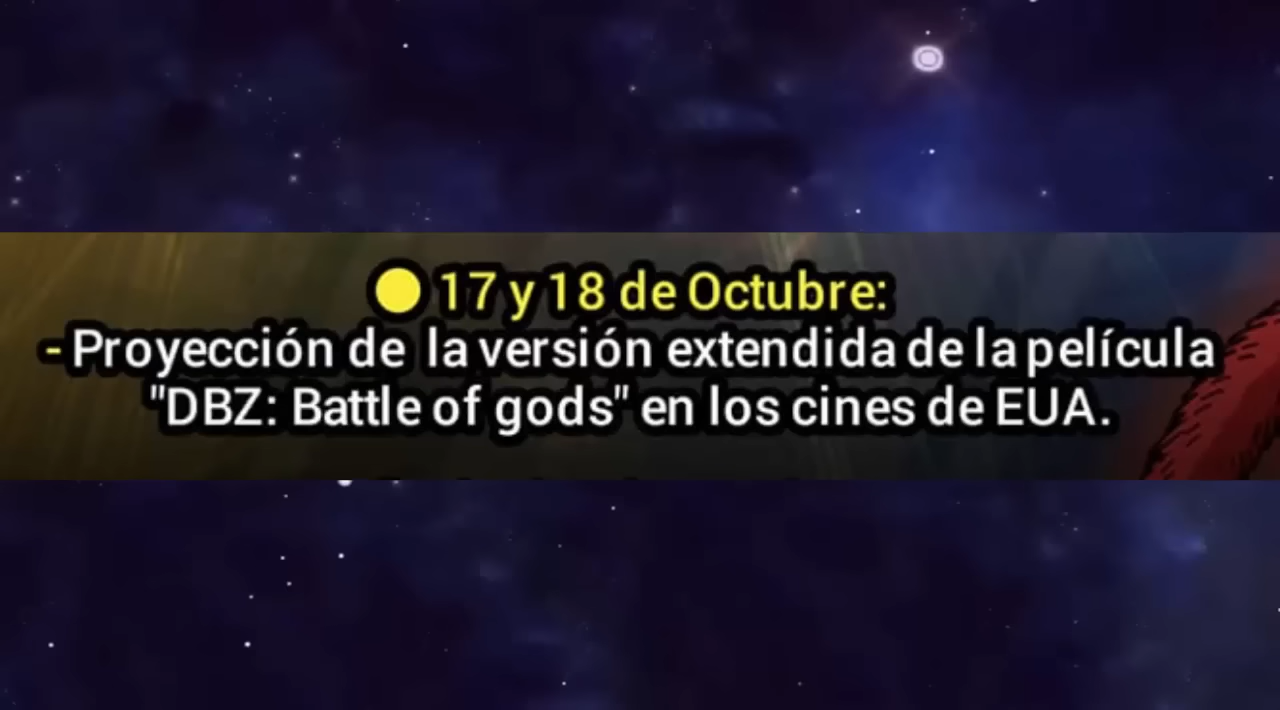 17 y 18 de Octubre:
- Proyección de la versión extendida de la película
"DBZ: Battle of gods" en los cines de EUA.